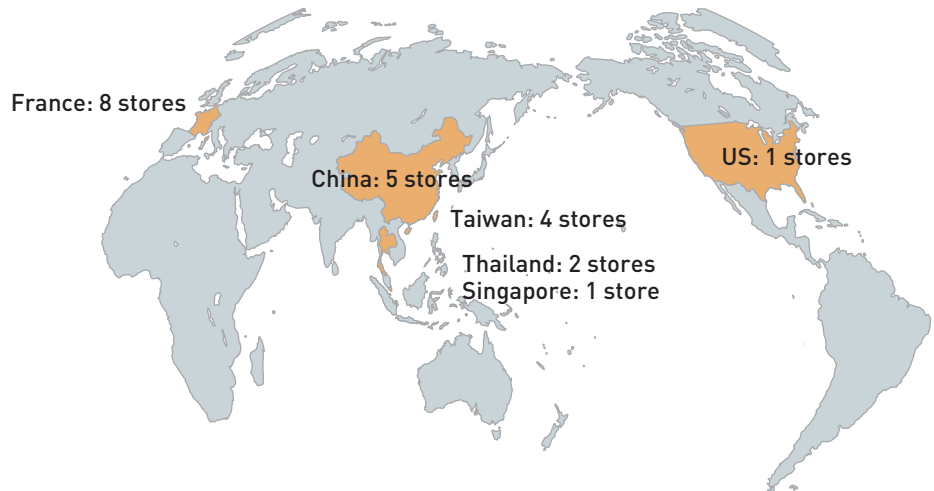 France: 8 stores
US: 1 stores
China: 5 stores
Taiwan: 4 stores
Thailand: 2 stores
Singapore: 1 store